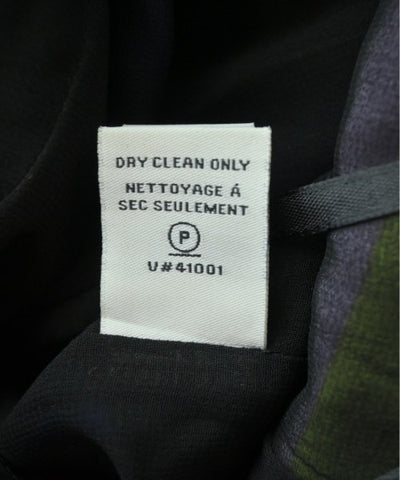 DRY CLEAN ONLY
NETTOYAGE Á
SEC SEULEMENT
P
V#41001